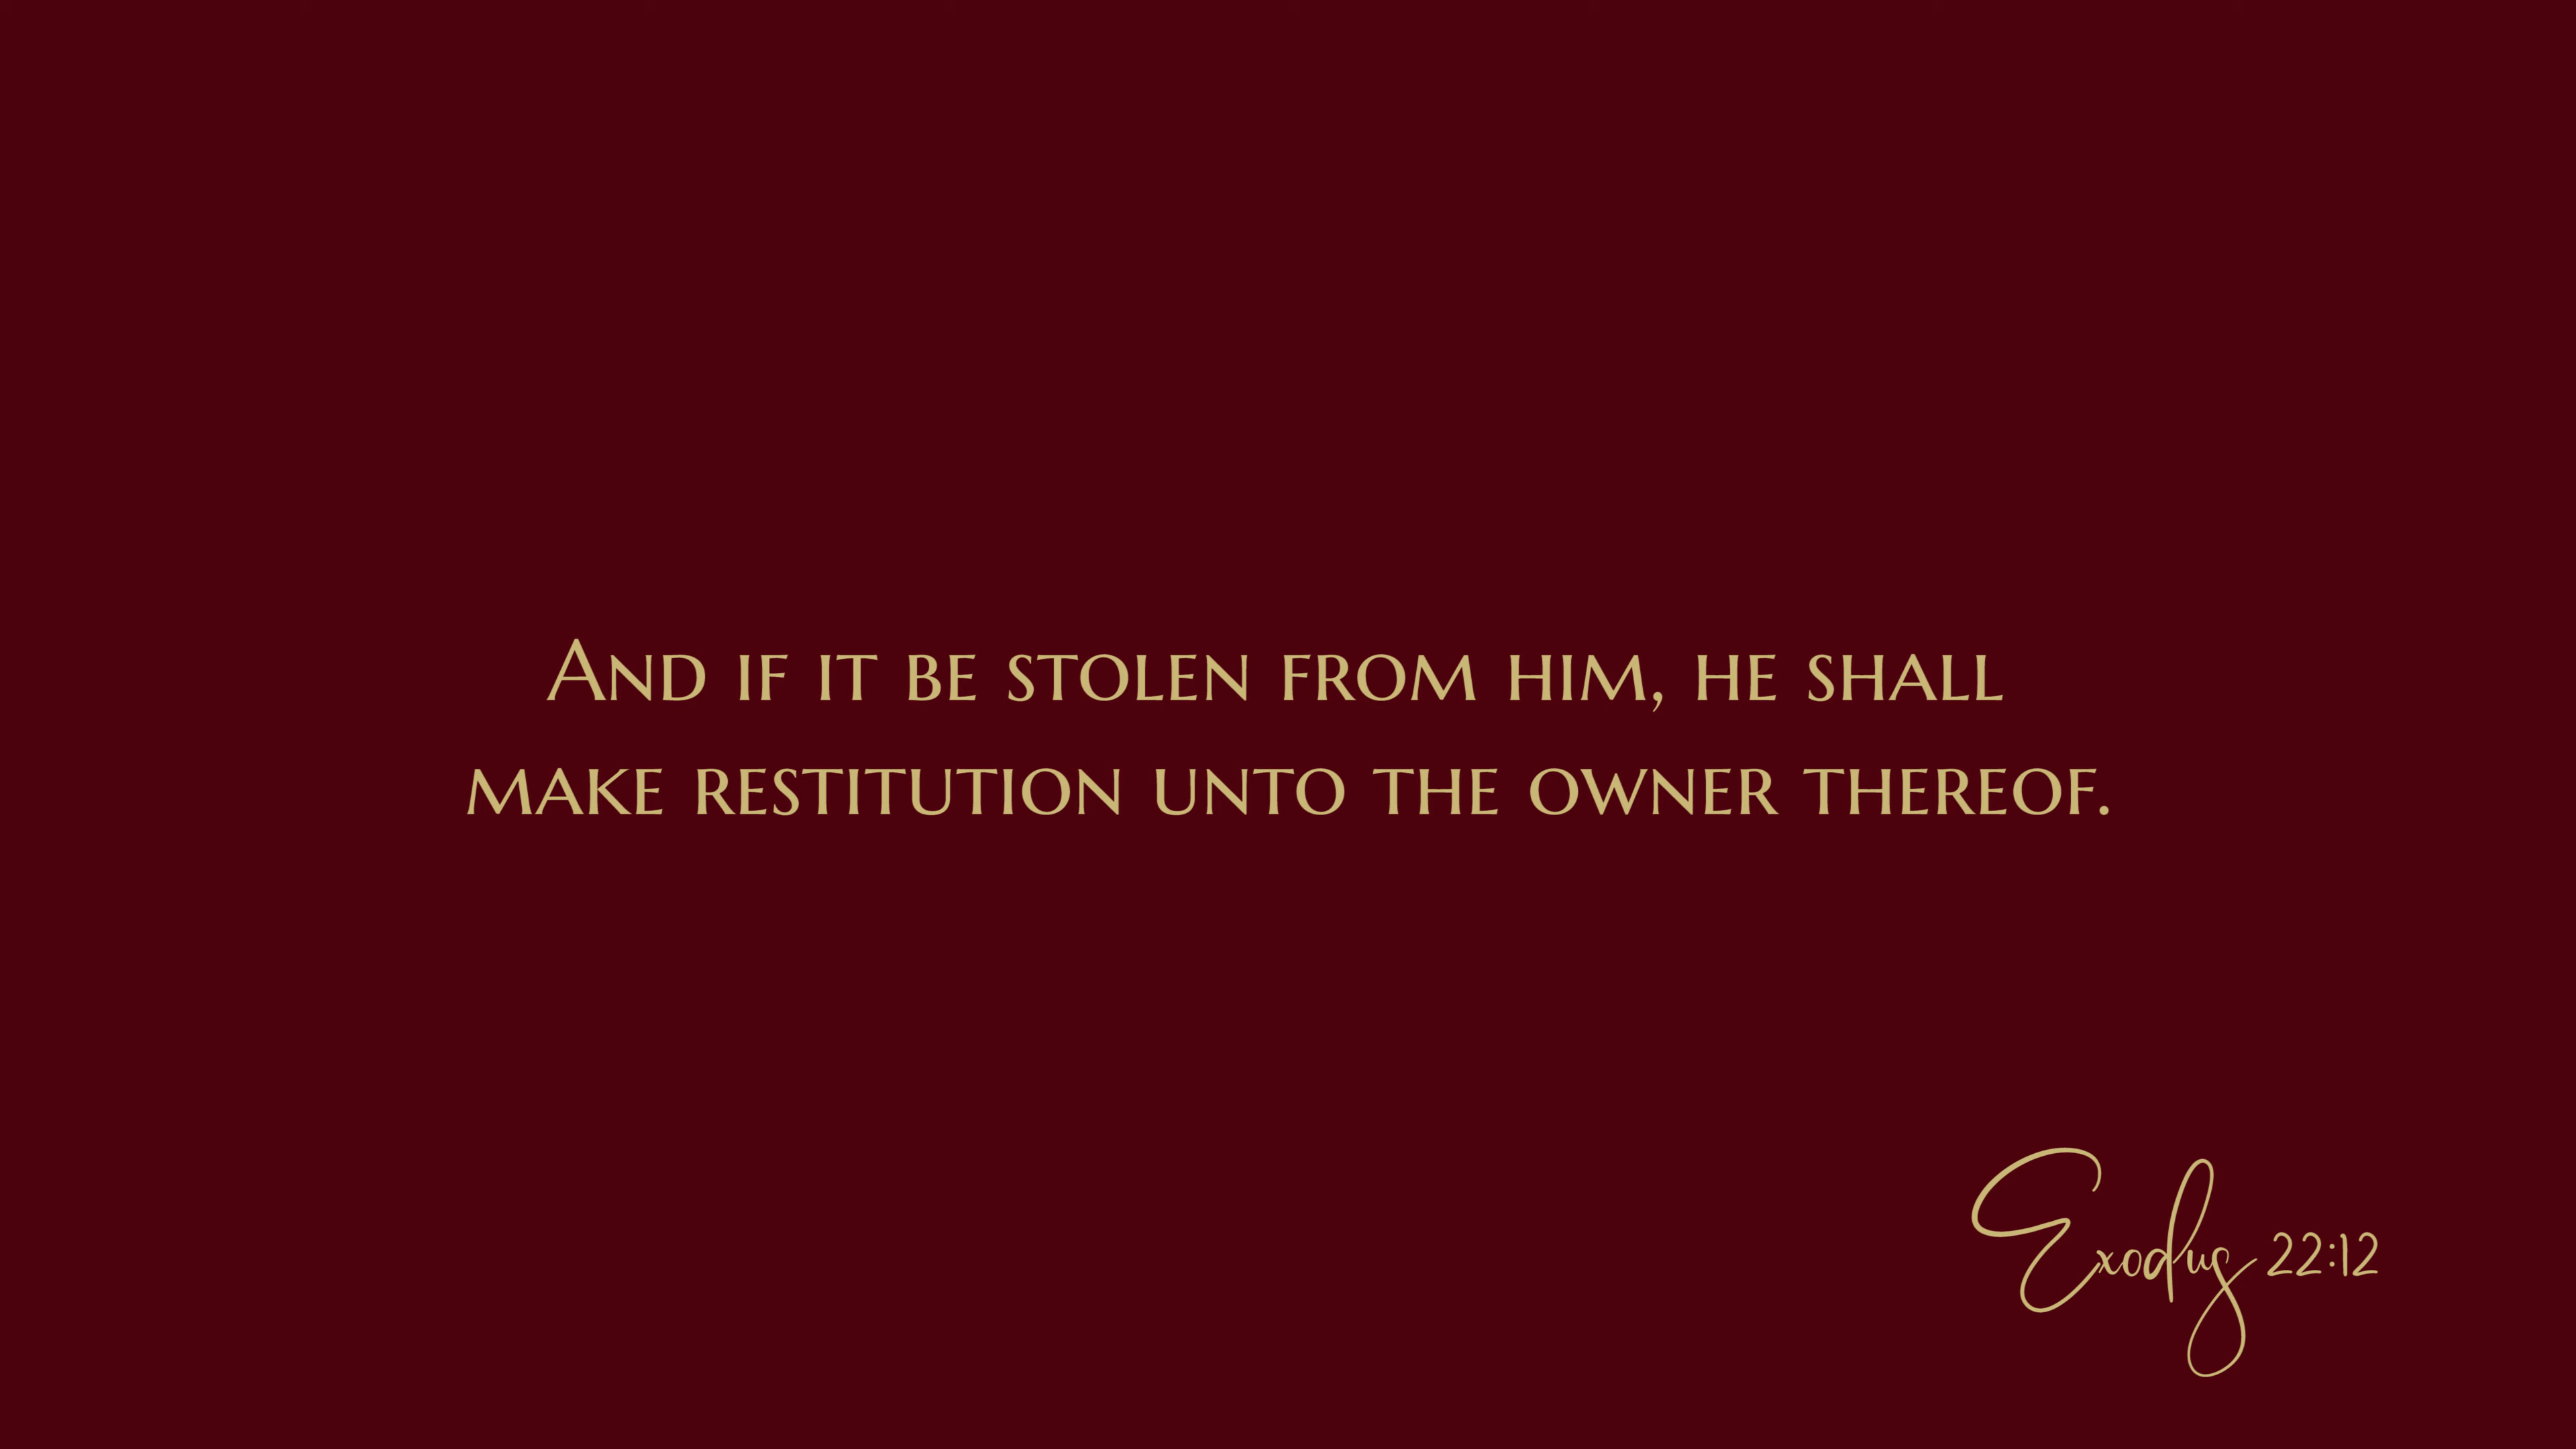 And if it be stolen from him, he shall
make restitution unto the owner thereof.
Exodus 22:12